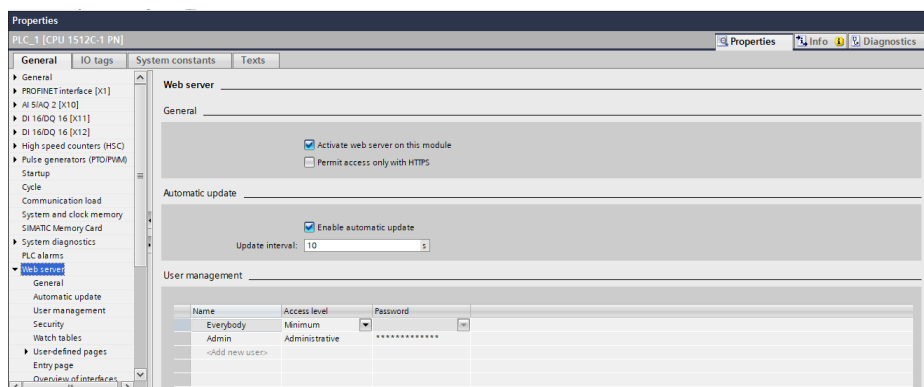 Properties
PLC_1 [CPU 1512C-1 PN]
Properties Info Diagnostics
General IO tags System constants Texts
General
PROFINET interface [X1]
AI 5/AQ 2 [X10]
DI 16/DQ 16 [X11]
DI 16/DQ 16 [X12]
High speed counters (HSC)
Pulse generators (PTO/PWM)
Startup
Cycle
Communication load
System and clock memory
SIMATIC Memory Card
System diagnostics
PLC alarms
Web server
General
Automatic update
User management
Security
Watch tables
User-defined pages
Entry page
Overview of interfaces
Web server
General
Activate web server on this module
Permit access only with HTTPS
Automatic update
Enable automatic update
Update interval: 10 s
User management
Name Access level Password
Everybody Minimum
Admin Administrative *************
<Add new user>